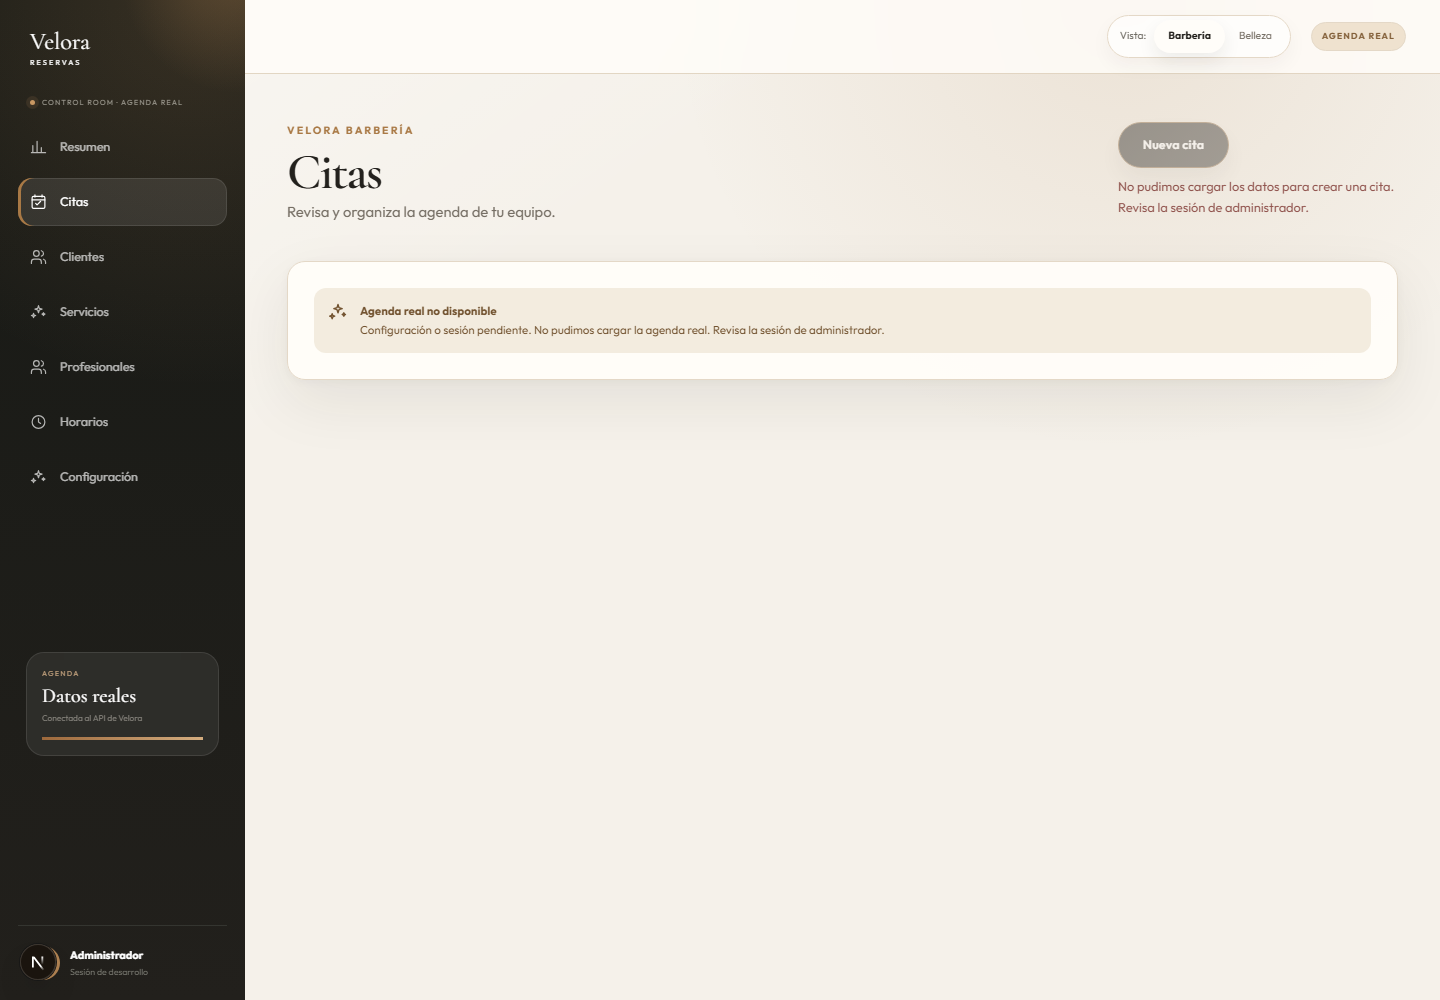 Velora
RESERVAS
CONTROL ROOM · AGENDA REAL
Resumen
Citas
Clientes
Servicios
Profesionales
Horarios
Configuración
AGENDA
Datos reales
Conectada al API de Velora
N
Administrador
Sesión de desarrollo
Vista: Barbería Belleza
AGENDA REAL
VELORA BARBERÍA
Citas
Revisa y organiza la agenda de tu equipo.
Nueva cita
No pudimos cargar los datos para crear una cita.
Revisa la sesión de administrador.
Agenda real no disponible
Configuración o sesión pendiente. No pudimos cargar la agenda real. Revisa la sesión de administrador.